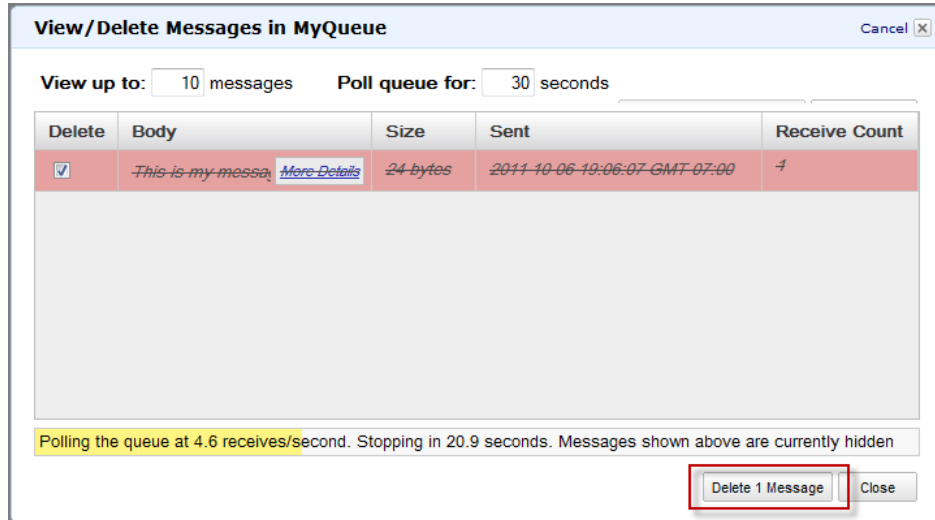 View/Delete Messages in MyQueue Cancel
View up to: 10 messages Poll queue for: 30 seconds
Delete Body Size Sent Receive Count
This is my messa More Details 24 bytes 2011-10-06 19:06:07 GMT-07:00 1
Polling the queue at 4.6 receives/second. Stopping in 20.9 seconds. Messages shown above are currently hidden
Delete 1 Message Close